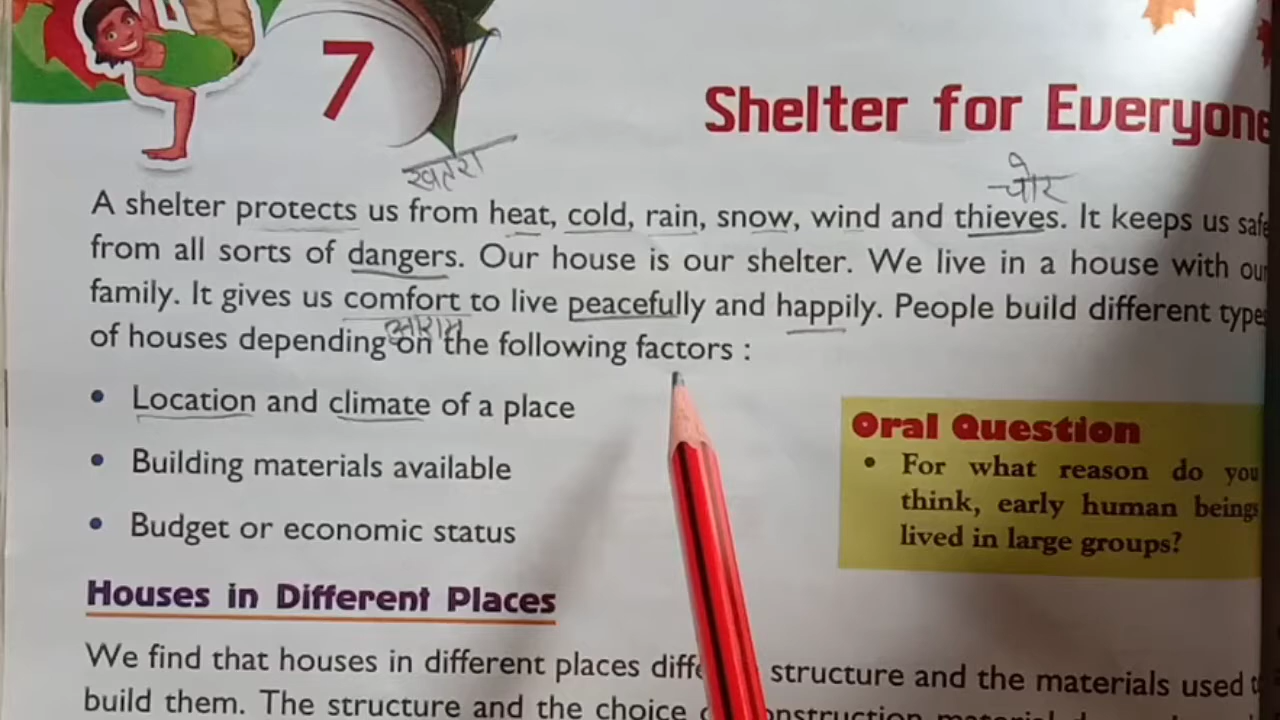 7
Shelter for Everyone
खतरा
चोर
A shelter protects us from heat, cold, rain, snow, wind and thieves. It keeps us safe
from all sorts of dangers. Our house is our shelter. We live in a house with our
family. It gives us comfort to live peacefully and happily. People build different type
आराम
of houses depending on the following factors :
• Location and climate of a place
• Building materials available
• Budget or economic status
Oral Question
• For what reason do you
think, early human beings
lived in large groups?
Houses in Different Places
We find that houses in different places structure and the materials used
build them. The structure and the choice